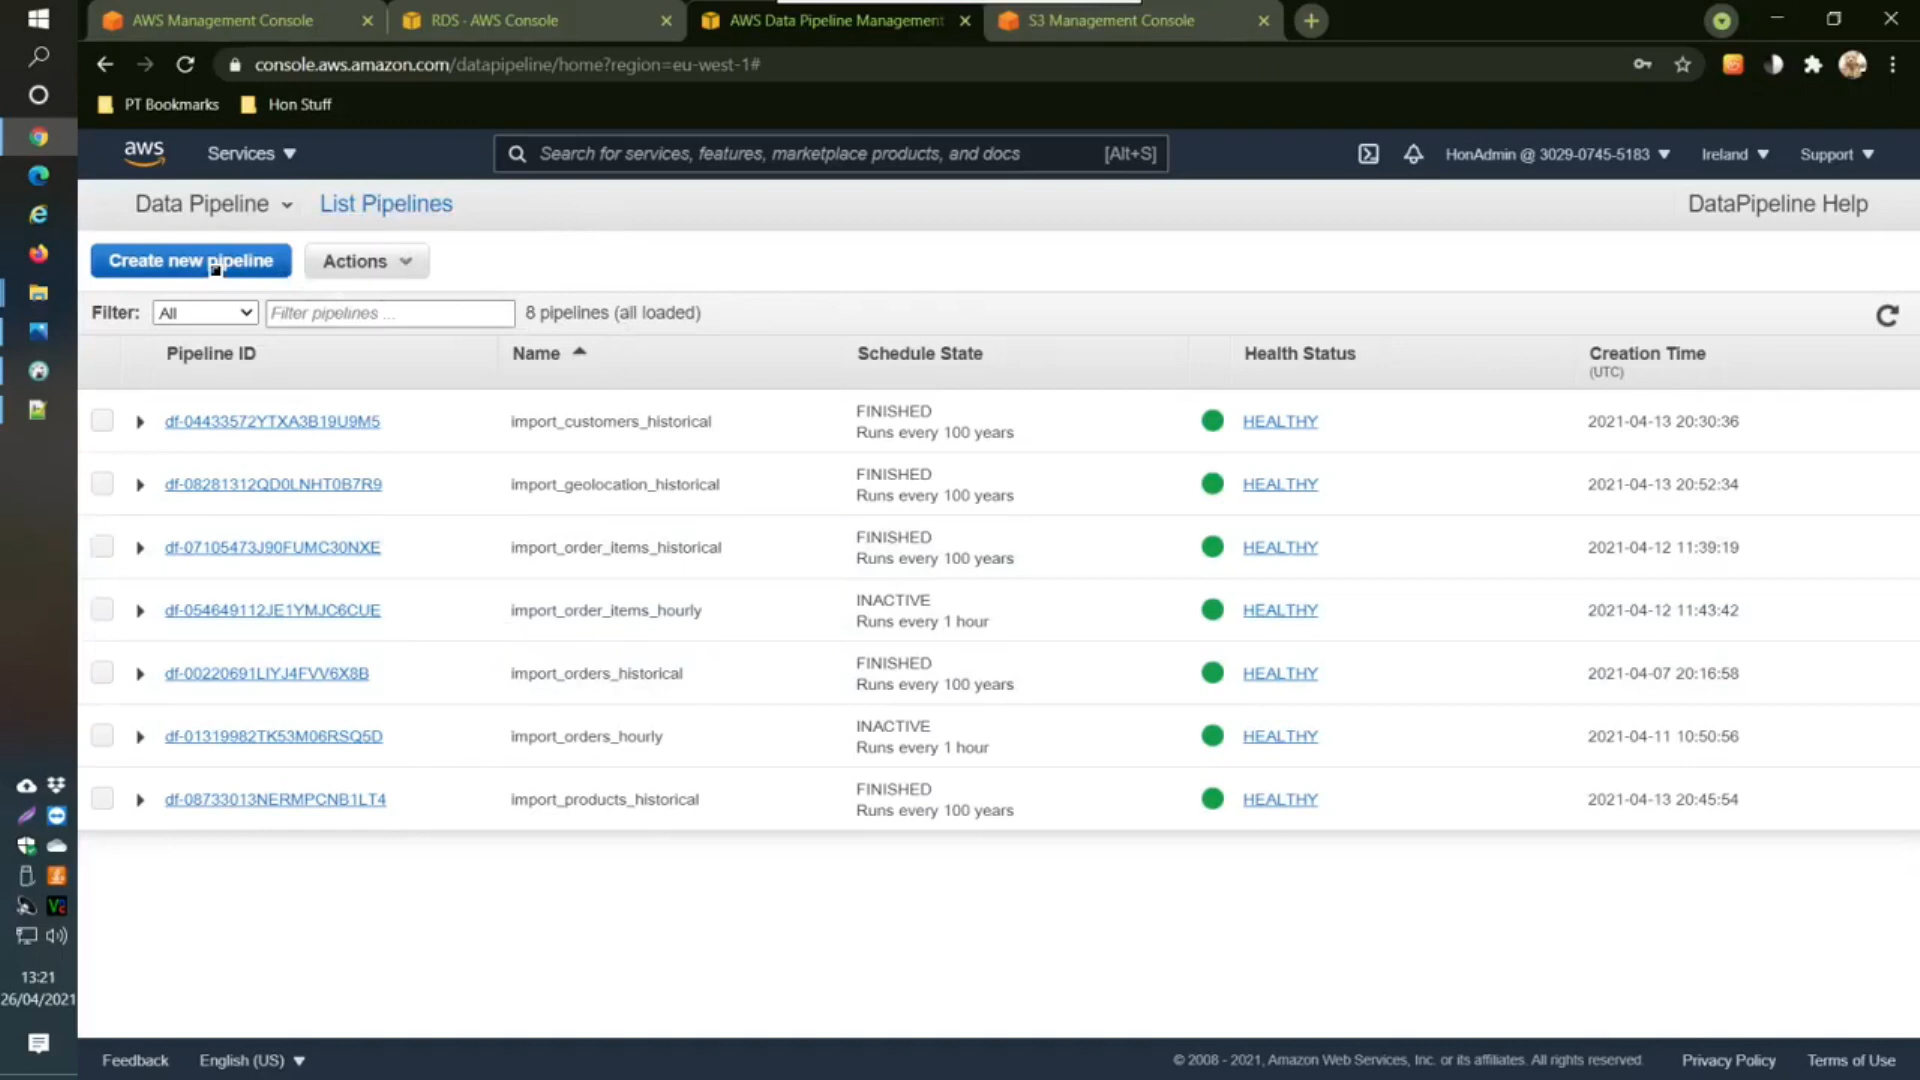 AWS Management Console
RDS - AWS Console
AWS Data Pipeline Management
S3 Management Console
console.aws.amazon.com/datapipeline/home?region=eu-west-1#
PT Bookmarks
Hon Stuff
aws
Services
Search for services, features, marketplace products, and docs
[Alt+S]
HonAdmin @ 3029-0745-5183
Ireland
Support
Data Pipeline
List Pipelines
DataPipeline Help
Create new pipeline
Actions
Filter:
All
Filter pipelines ...
8 pipelines (all loaded)
Pipeline ID
Name
Schedule State
Health Status
Creation Time
(UTC)
df-04433572YTXA3B19U9M5
import_customers_historical
FINISHED
Runs every 100 years
HEALTHY
2021-04-13 20:30:36
df-08281312QD0LNHT0B7R9
import_geolocation_historical
FINISHED
Runs every 100 years
HEALTHY
2021-04-13 20:52:34
df-07105473J90FUMC30NXE
import_order_items_historical
FINISHED
Runs every 100 years
HEALTHY
2021-04-12 11:39:19
df-054649112JE1YMJC6CUE
import_order_items_hourly
INACTIVE
Runs every 1 hour
HEALTHY
2021-04-12 11:43:42
df-00220691LIYJ4FVV6X8B
import_orders_historical
FINISHED
Runs every 100 years
HEALTHY
2021-04-07 20:16:58
df-01319982TK53M06RSQ5D
import_orders_hourly
INACTIVE
Runs every 1 hour
HEALTHY
2021-04-11 10:50:56
df-08733013NERMPCNB1LT4
import_products_historical
FINISHED
Runs every 100 years
HEALTHY
2021-04-13 20:45:54
13:21
26/04/2021
Feedback
English (US)
© 2008 - 2021, Amazon Web Services, Inc. or its affiliates. All rights reserved.
Privacy Policy
Terms of Use